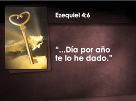 Ezequiel 4:6
“...Día por año
te lo he dado.”